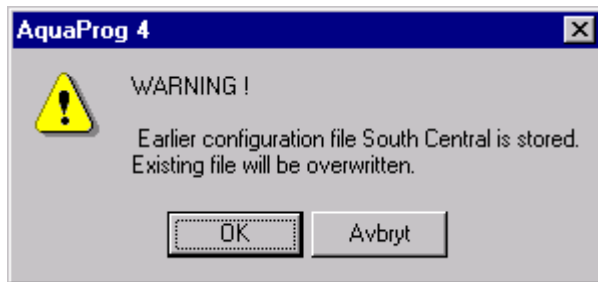 AquaProg 4
WARNING !
Earlier configuration file South Central is stored.
Existing file will be overwritten.
OK
Avbryt